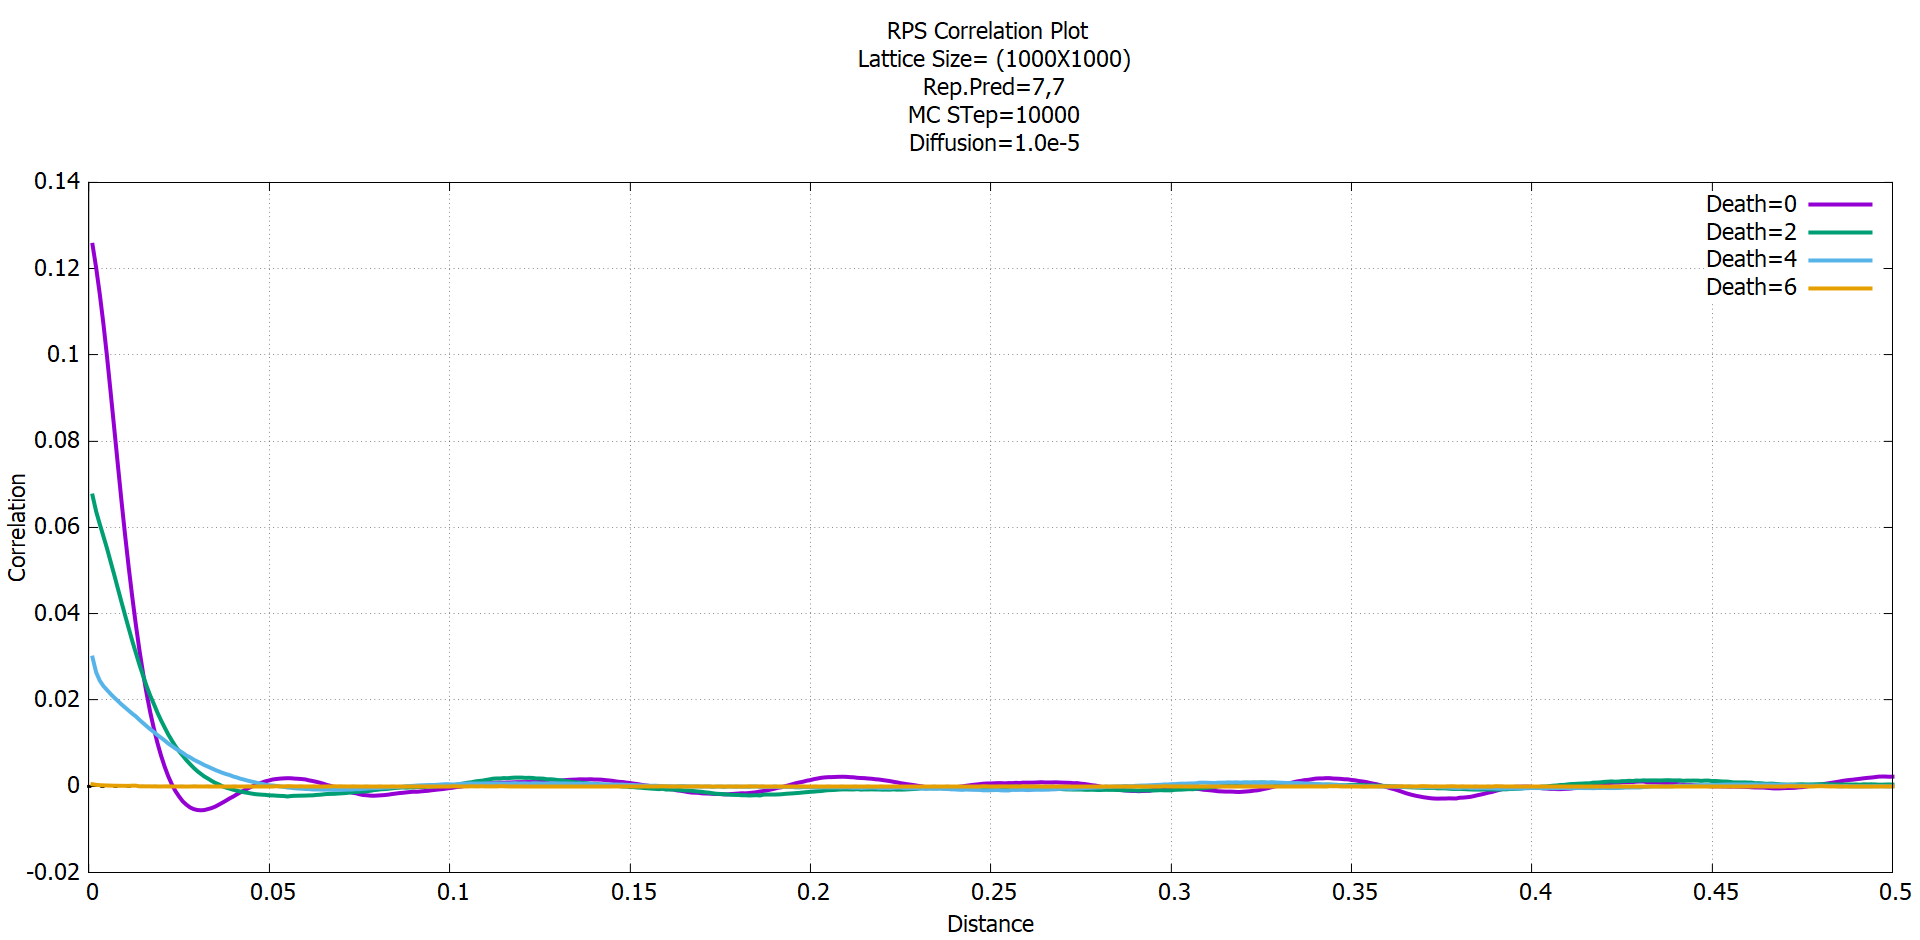 RPS Correlation Plot
Lattice Size= (1000X1000)
Rep.Pred=7,7
MC STep=10000
Diffusion=1.0e-5
Death=0
Death=2
Death=4
Death=6
0.14
0.12
0.1
0.08
0.06
0.04
0.02
0
-0.02
Correlation
0 0.05 0.1 0.15 0.2 0.25 0.3 0.35 0.4 0.45 0.5
Distance